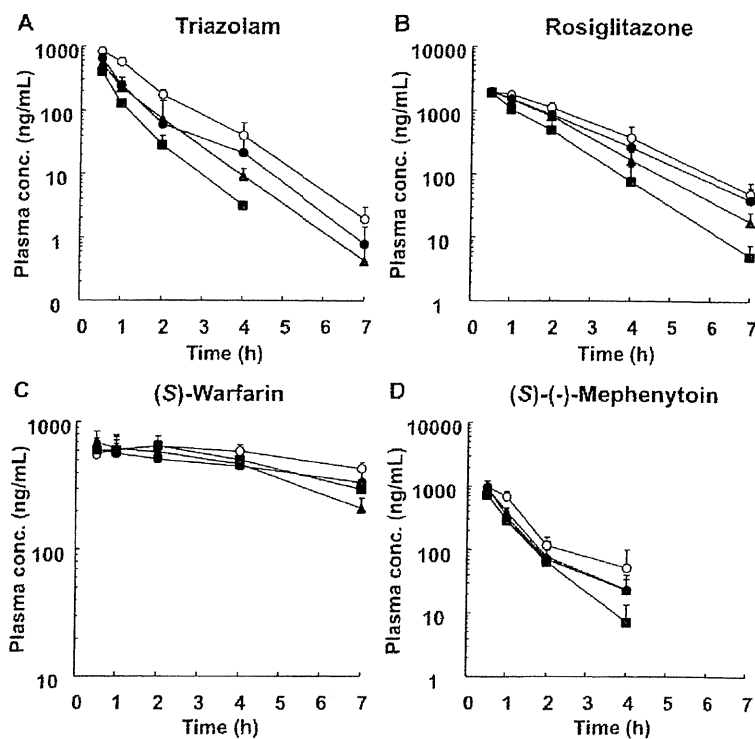 A
Triazolam
Plasma conc. (ng/mL)
1000
100
10
1
0
0 1 2 3 4 5 6 7
Time (h)
B
Rosiglitazone
Plasma conc. (ng/mL)
10000
1000
100
10
1
0 1 2 3 4 5 6 7
Time (h)
C
(S)-Warfarin
Plasma conc. (ng/mL)
1000
100
10
0 1 2 3 4 5 6 7
Time (h)
D
(S)-(-)-Mephenytoin
Plasma conc. (ng/mL)
10000
1000
100
10
1
0 1 2 3 4 5 6 7
Time (h)